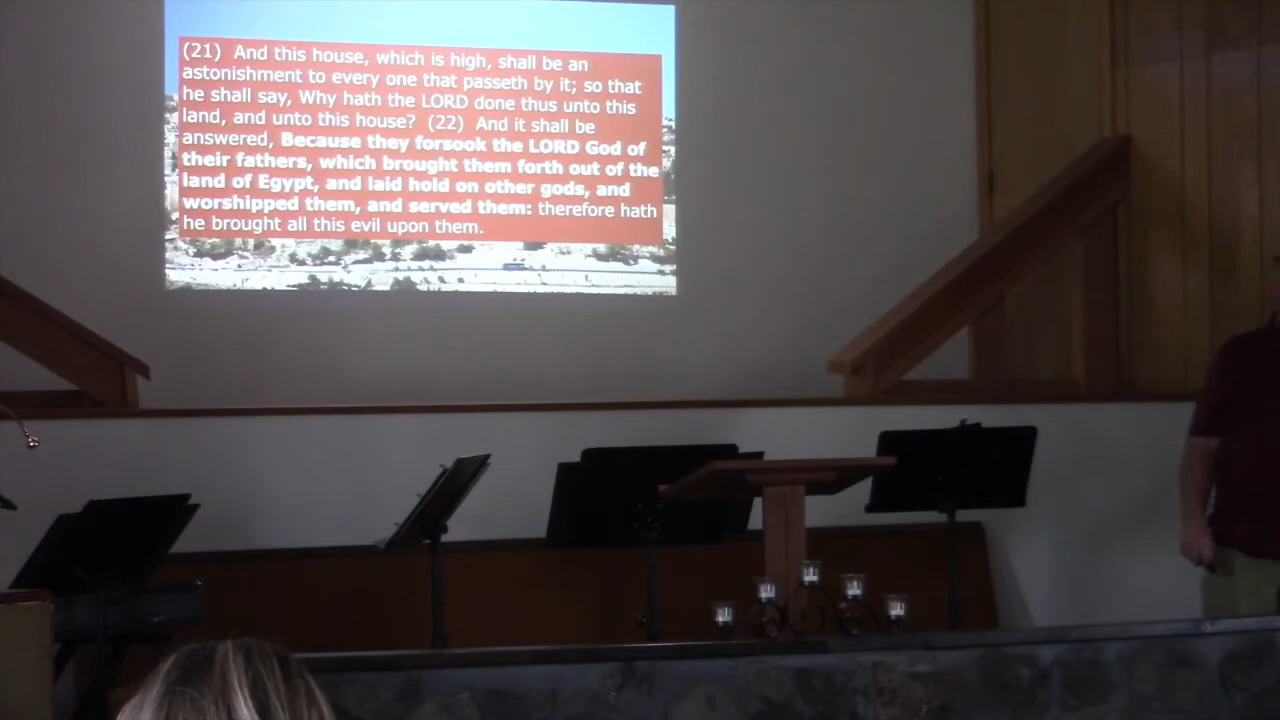 (21)  And this house, which is high, shall be an
astonishment to every one that passeth by it; so that
he shall say, Why hath the LORD done thus unto this
land, and unto this house?  (22)  And it shall be
answered, Because they forsook the LORD God of
their fathers, which brought them forth out of the
land of Egypt, and laid hold on other gods, and
worshipped them, and served them: therefore hath
he brought all this evil upon them.